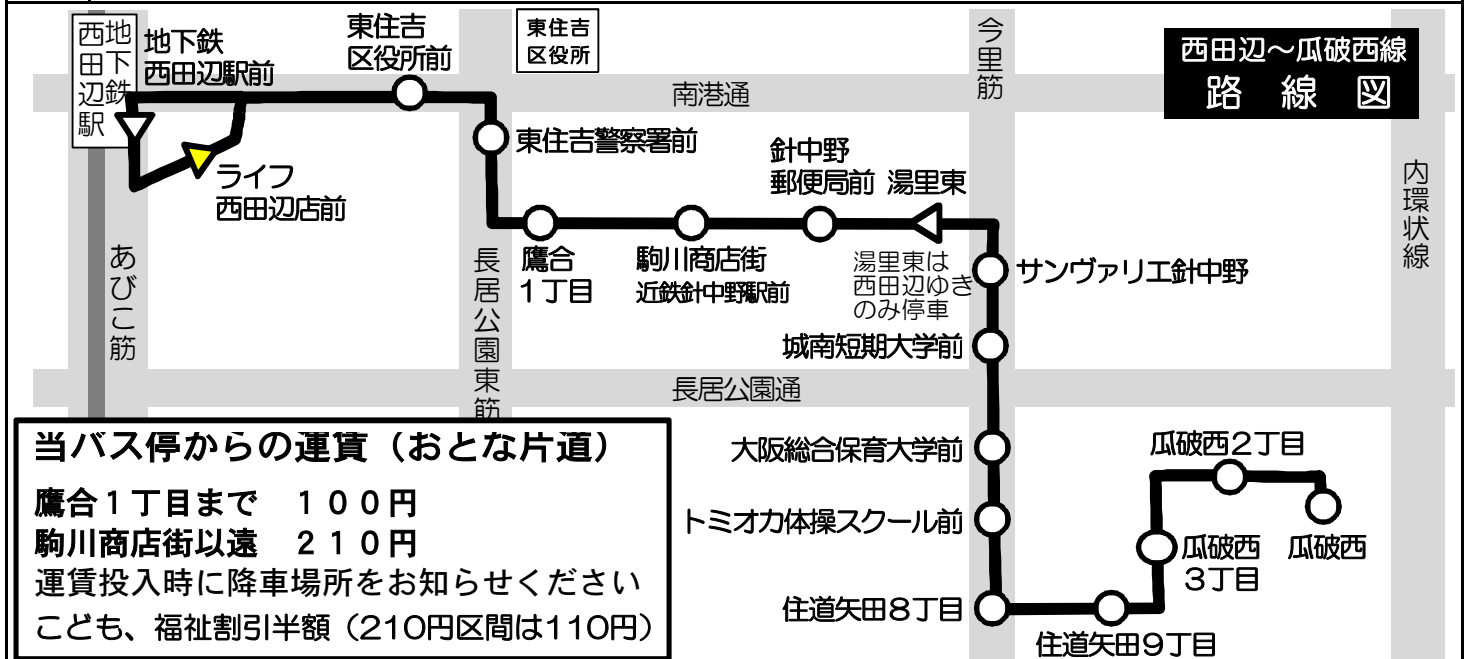 西田辺～瓜破西線
路線図
地下鉄
西田辺駅
地下鉄
西田辺駅前
東住吉
区役所前
東住吉
区役所
今里筋
南港通
東住吉警察署前
ライフ
西田辺店前
針中野
郵便局前
湯里東
内環状線
あびこ筋
長居公園東筋
鷹合
1丁目
駒川商店街
近鉄針中野駅前
湯里東は
西田辺ゆき
のみ停車
サンヴァリエ針中野
城南短期大学前
長居公園通
大阪総合保育大学前
トミオカ体操スクール前
住道矢田8丁目
住道矢田9丁目
瓜破西
3丁目
瓜破西2丁目
瓜破西
当バス停からの運賃（おとな片道）
鷹合１丁目まで　１００円
駒川商店街以遠　２１０円
運賃投入時に降車場所をお知らせください
こども、福祉割引半額（210円区間は110円）